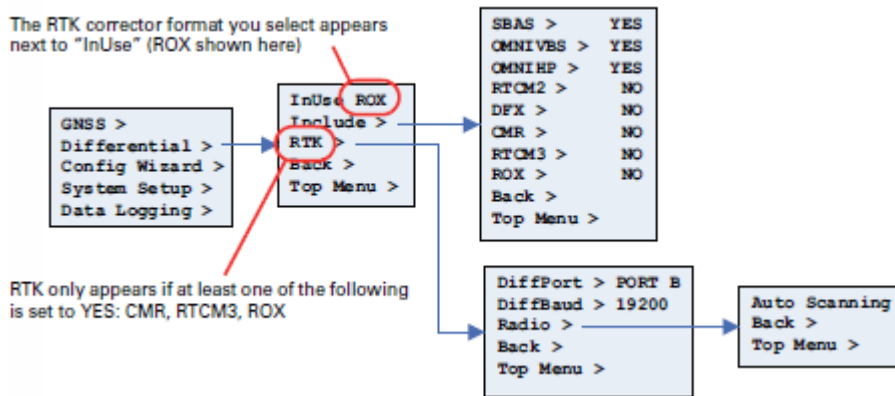 The RTK corrector format you select appears
next to “InUse” (ROX shown here)
GNSS >
Differential >
Config Wizard >
System Setup >
Data Logging >
InUse ROX
Include >
RTK >
Back >
Top Menu >
SBAS > YES
OMNIVBS > YES
OMNIHP > YES
RTCM2 > NO
DFX > NO
CMR > NO
RTCM3 > NO
ROX > NO
Back >
Top Menu >
RTK only appears if at least one of the following
is set to YES: CMR, RTCM3, ROX
DiffPort > PORT B
DiffBaud > 19200
Radio >
Back >
Top Menu >
Auto Scanning
Back >
Top Menu >